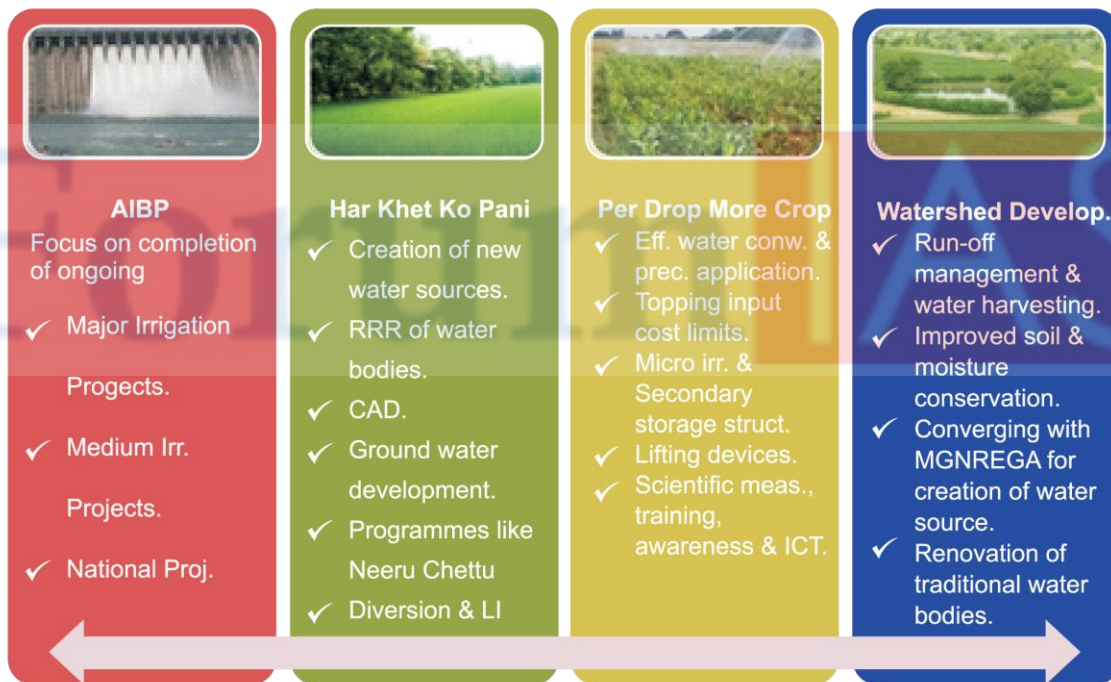 AIBP
Focus on completion
of ongoing
✓ Major Irrigation
Progects.
✓ Medium Irr.
Projects.
✓ National Proj.
Har Khet Ko Pani
✓ Creation of new
water sources.
✓ RRR of water
bodies.
✓ CAD.
✓ Ground water
development.
✓ Programmes like
Neeru Chettu
✓ Diversion & LI
Per Drop More Crop
✓ Eff. water conw. &
prec. application.
✓ Topping input
cost limits.
✓ Micro irr. &
Secondary
storage struct.
✓ Lifting devices.
✓ Scientific meas.,
training,
awareness & ICT.
Watershed Develop.
✓ Run-off
management &
water harvesting.
✓ Improved soil &
moisture
conservation.
✓ Converging with
MGNREGA for
creation of water
source.
✓ Renovation of
traditional water
bodies.
Forum IAS